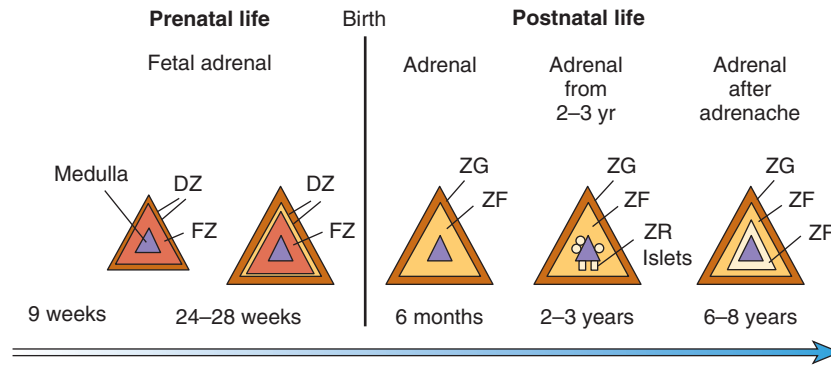 Prenatal life
Birth
Postnatal life
Fetal adrenal
Adrenal
Adrenal
from
2–3 yr
Adrenal
after
adrenache
Medulla
DZ
FZ
DZ
FZ
ZG
ZF
ZG
ZF
ZR
Islets
ZG
ZF
ZR
9 weeks
24–28 weeks
6 months
2–3 years
6–8 years